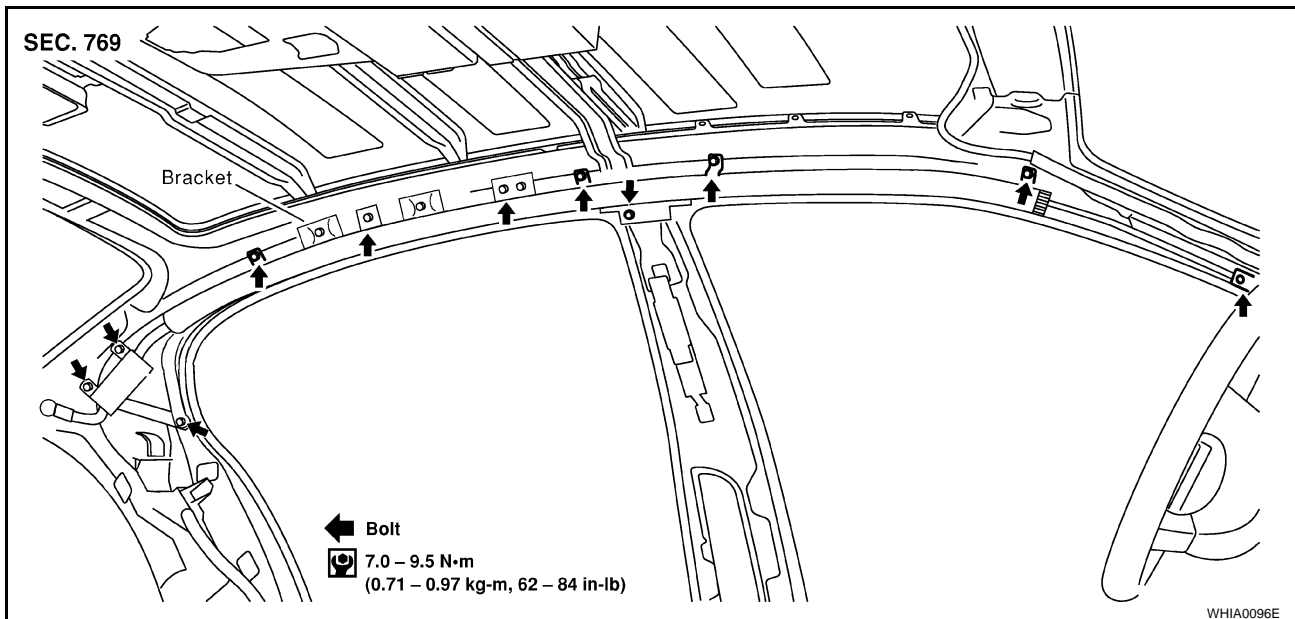 SEC. 769
Bracket
Bolt
7.0 – 9.5 N•m
(0.71 – 0.97 kg-m, 62 – 84 in-lb)
WHIA0096E